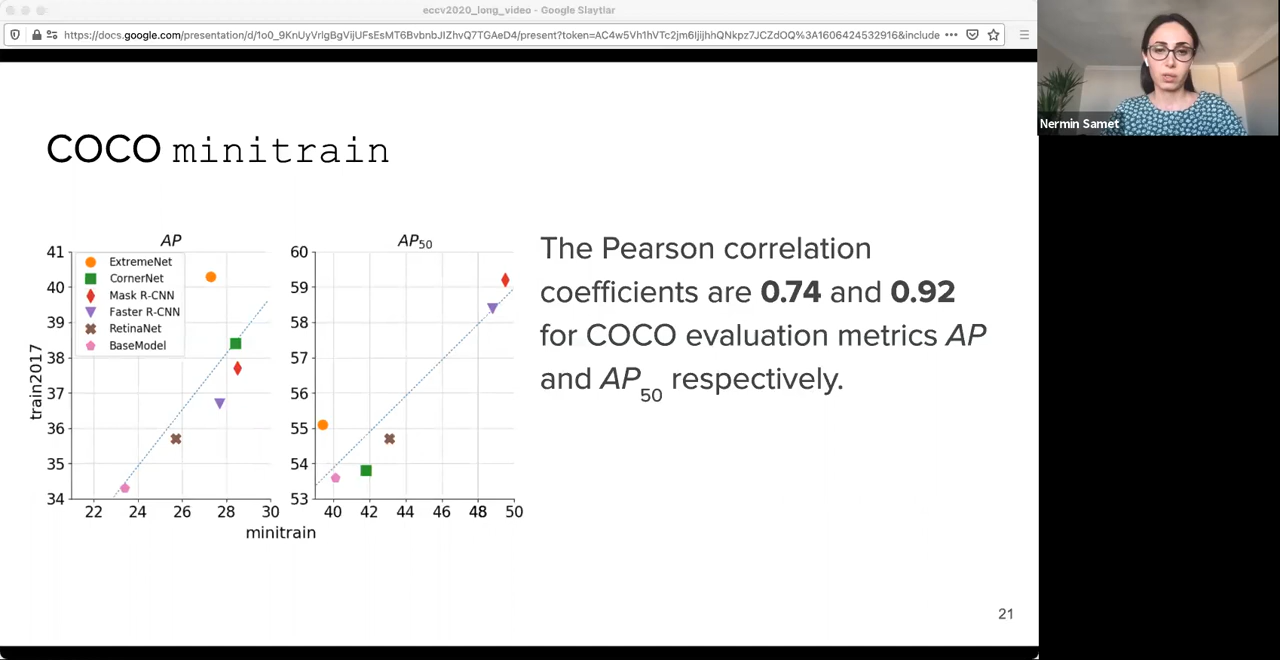 eccv2020_long_video - Google Slaytlar
https://docs.google.com/presentation/d/1o0_9KnUyVrlgBgVijUFsEsMT6BvbnbJIZhvQ7TGAeD4/present?token=AC4w5Vh1hVTc2jm6IjijhhQNkpz7JCZdOQ%3A1606424532916&include
Nermin Samet
COCO minitrain
AP
41
40
39
38
37
36
35
34
train2017
ExtremeNet
CornerNet
Mask R-CNN
Faster R-CNN
RetinaNet
BaseModel
22 24 26 28 30
AP50
60
59
58
57
56
55
54
53
40 42 44 46 48 50
minitrain
The Pearson correlation
coefficients are 0.74 and 0.92
for COCO evaluation metrics AP
and AP50 respectively.
21